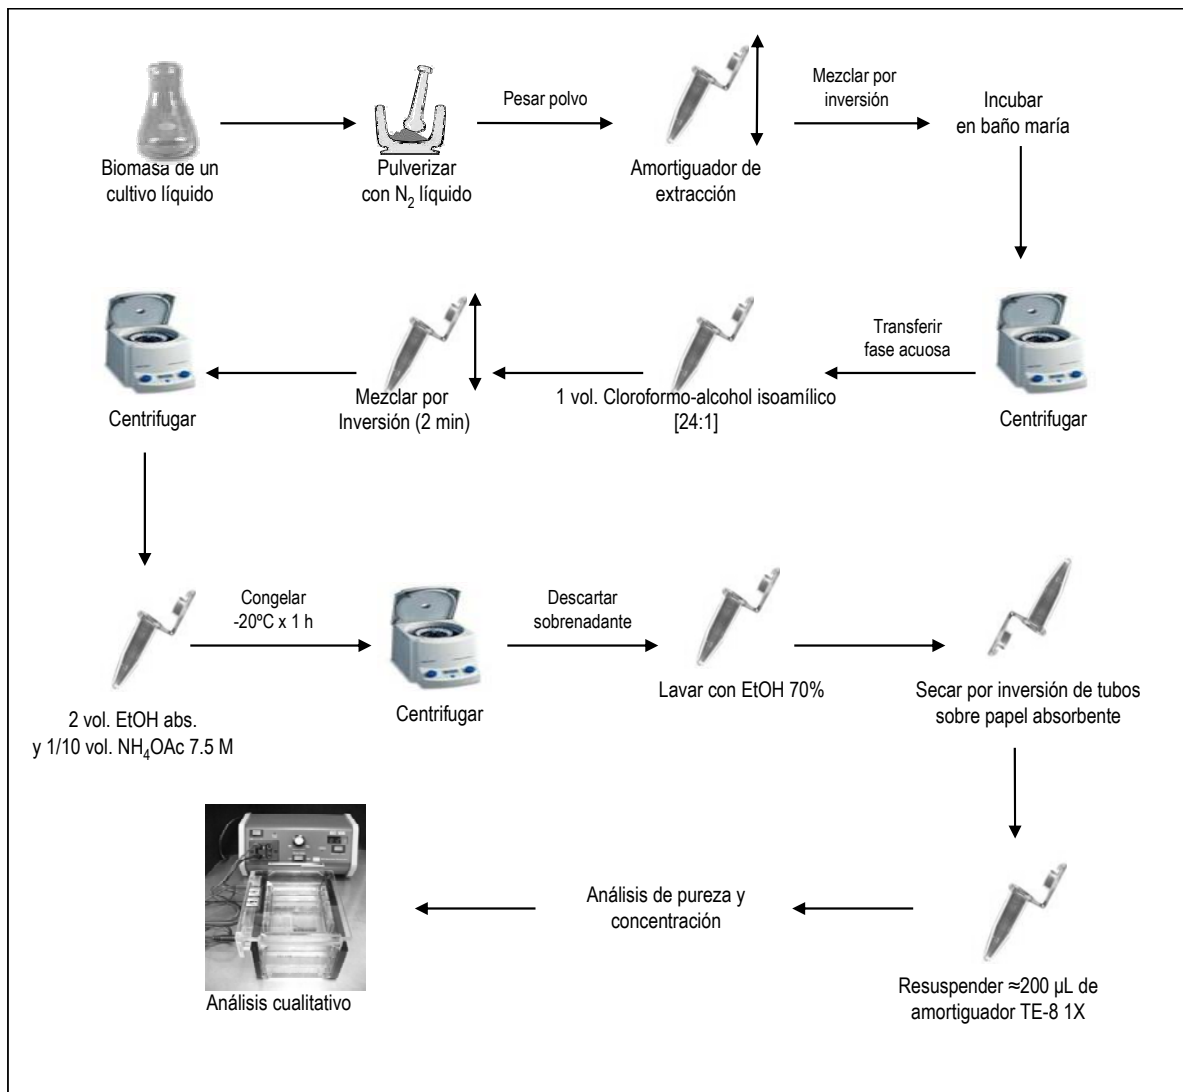 Biomasa de un
cultivo líquido
Pulverizar
con N₂ líquido
Pesar polvo
Amortiguador de
extracción
Mezclar por
inversión
Incubar
en baño maría
Centrifugar
Transferir
fase acuosa
1 vol. Cloroformo-alcohol isoamílico
[24:1]
Mezclar por
Inversión (2 min)
Centrifugar
2 vol. EtOH abs.
y 1/10 vol. NH₄OAc 7.5 M
Congelar
-20ºC x 1 h
Centrifugar
Descartar
sobrenadante
Lavar con EtOH 70%
Secar por inversión de tubos
sobre papel absorbente
Resuspender ≈200 µL de
amortiguador TE-8 1X
Análisis de pureza y
concentración
Análisis cualitativo